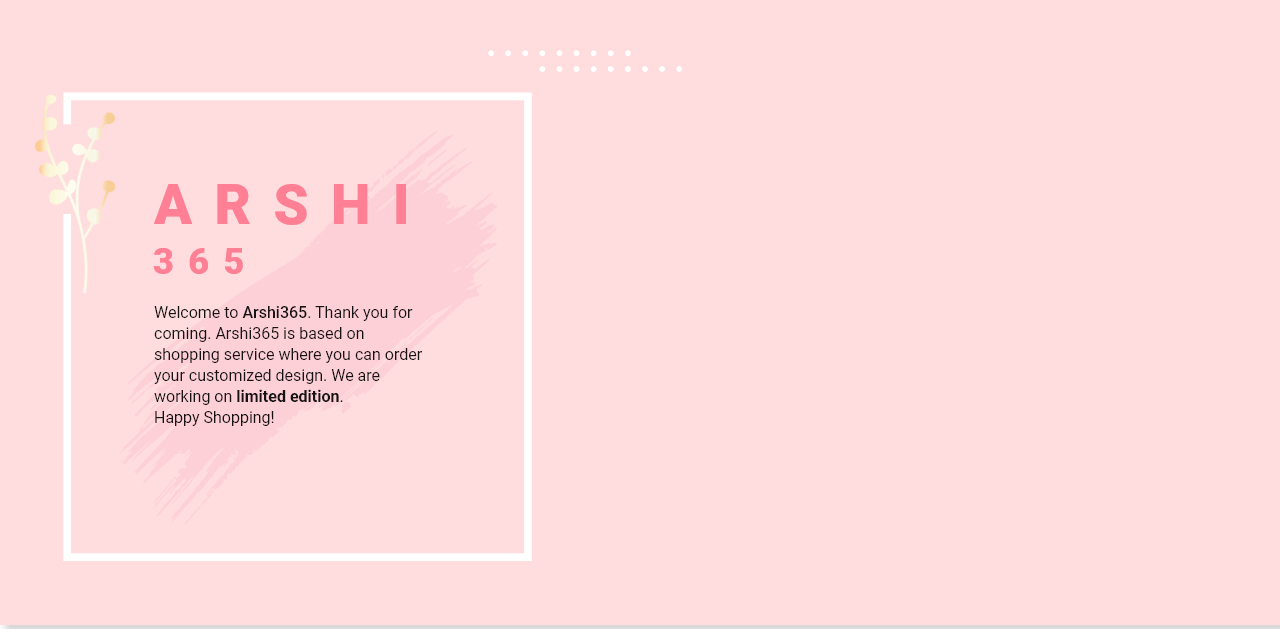 ARSHI
365
Welcome to Arshi365. Thank you for
coming. Arshi365 is based on
shopping service where you can order
your customized design. We are
working on limited edition.
Happy Shopping!